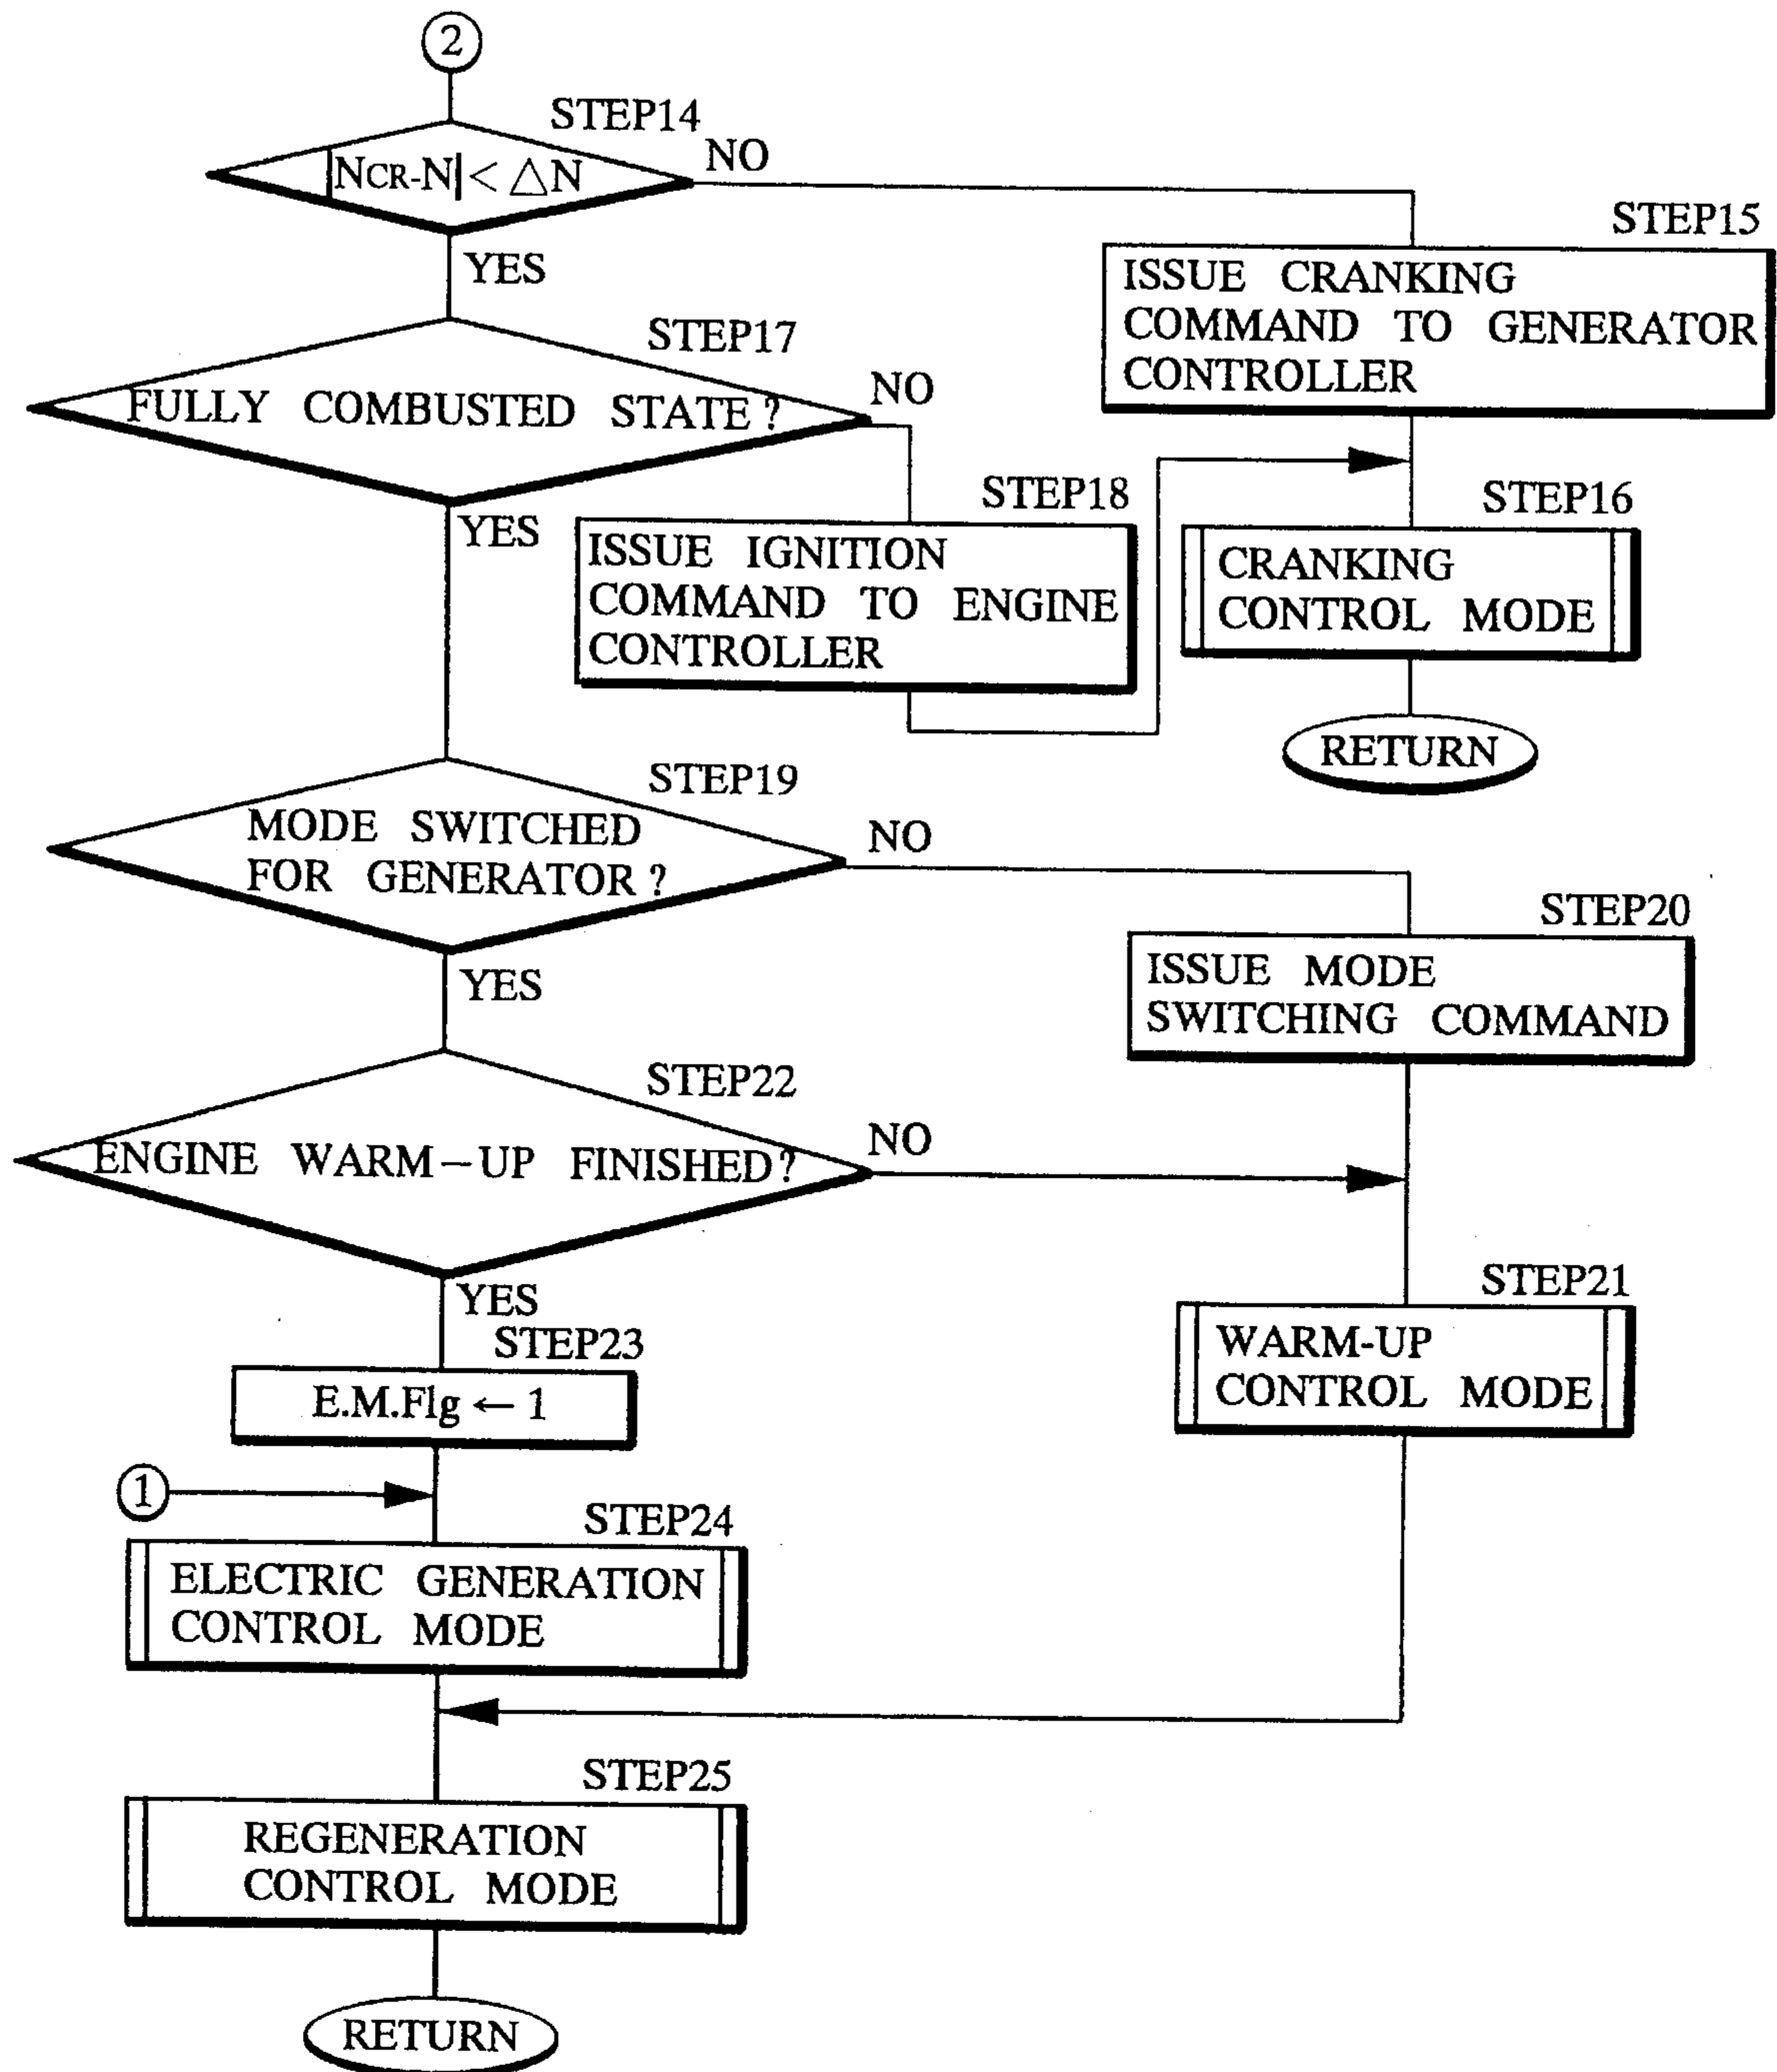 2
STEP14
|NCR-N| < △N
NO
YES
STEP15
ISSUE CRANKING
COMMAND TO GENERATOR
CONTROLLER
STEP17
FULLY COMBUSTED STATE?
NO
YES
STEP18
ISSUE IGNITION
COMMAND TO ENGINE
CONTROLLER
STEP16
CRANKING
CONTROL MODE
RETURN
STEP19
MODE SWITCHED
FOR GENERATOR?
NO
YES
STEP20
ISSUE MODE
SWITCHING COMMAND
STEP22
ENGINE WARM-UP FINISHED?
NO
YES
STEP21
WARM-UP
CONTROL MODE
STEP23
E.M.Flg ← 1
1
STEP24
ELECTRIC GENERATION
CONTROL MODE
STEP25
REGENERATION
CONTROL MODE
RETURN